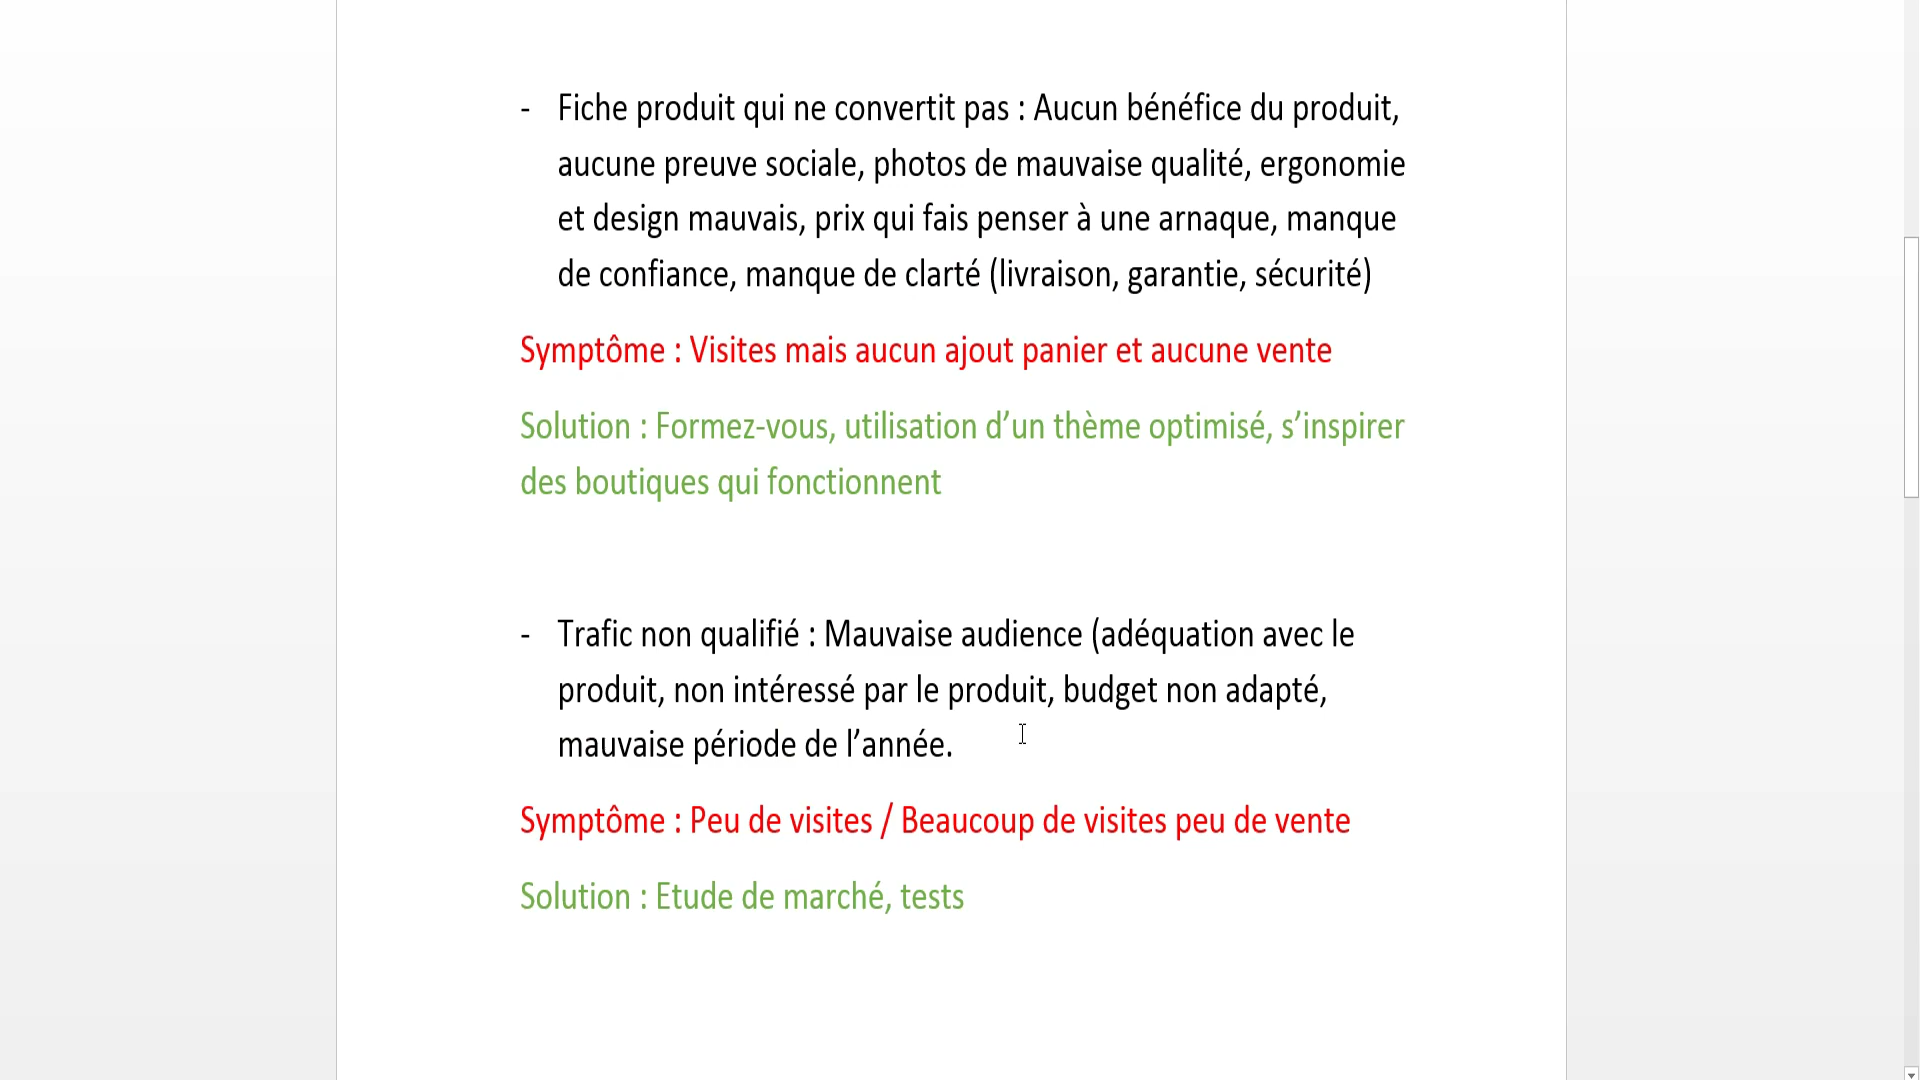 - Fiche produit qui ne convertit pas : Aucun bénéfice du produit,
aucune preuve sociale, photos de mauvaise qualité, ergonomie
et design mauvais, prix qui fais penser à une arnaque, manque
de confiance, manque de clarté (livraison, garantie, sécurité)
Symptôme : Visites mais aucun ajout panier et aucune vente
Solution : Formez-vous, utilisation d’un thème optimisé, s’inspirer
des boutiques qui fonctionnent
- Trafic non qualifié : Mauvaise audience (adéquation avec le
produit, non intéressé par le produit, budget non adapté,
mauvaise période de l’année.
Symptôme : Peu de visites / Beaucoup de visites peu de vente
Solution : Etude de marché, tests